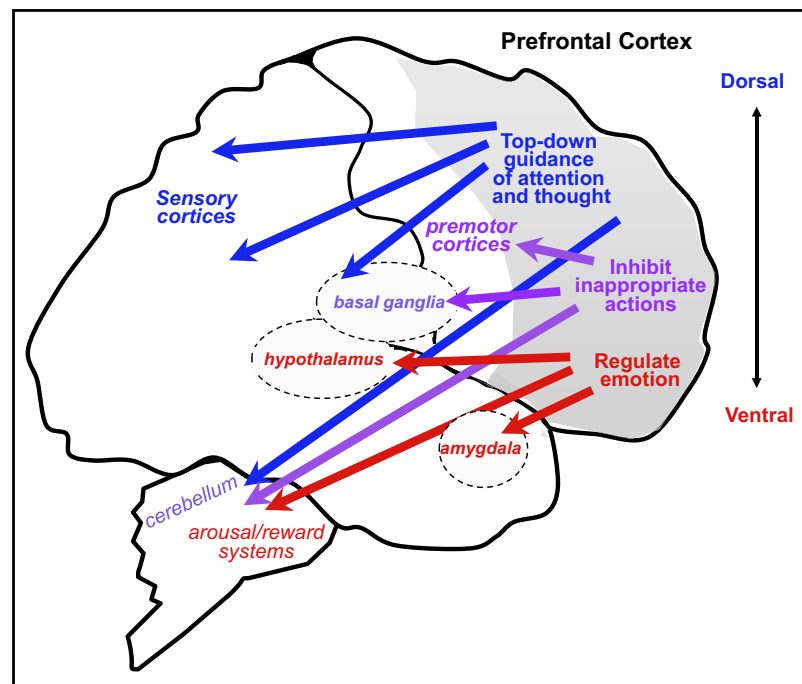 Prefrontal Cortex
Dorsal
Top-down
guidance
of attention
and thought
Sensory
cortices
premotor
cortices
Inhibit
inappropriate
actions
basal ganglia
hypothalamus
Regulate
emotion
Ventral
amygdala
cerebellum
arousal/reward
systems